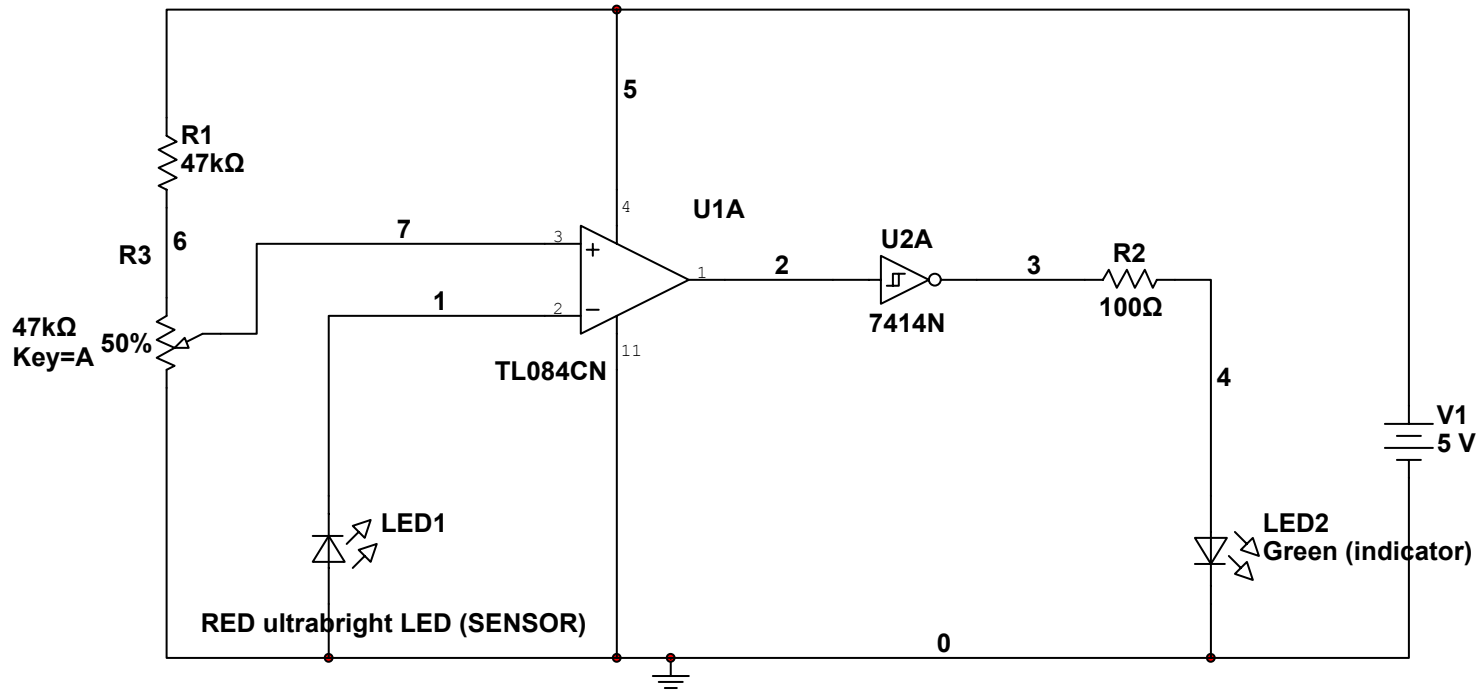 5
R1
47kΩ
R3
6
7
3
4
U1A
1
2
TL084CN
11
1
2
U2A
7414N
3
R2
100Ω
4
47kΩ
Key=A
50%
V1
5 V
LED1
RED ultrabright LED (SENSOR)
LED2
Green (indicator)
0